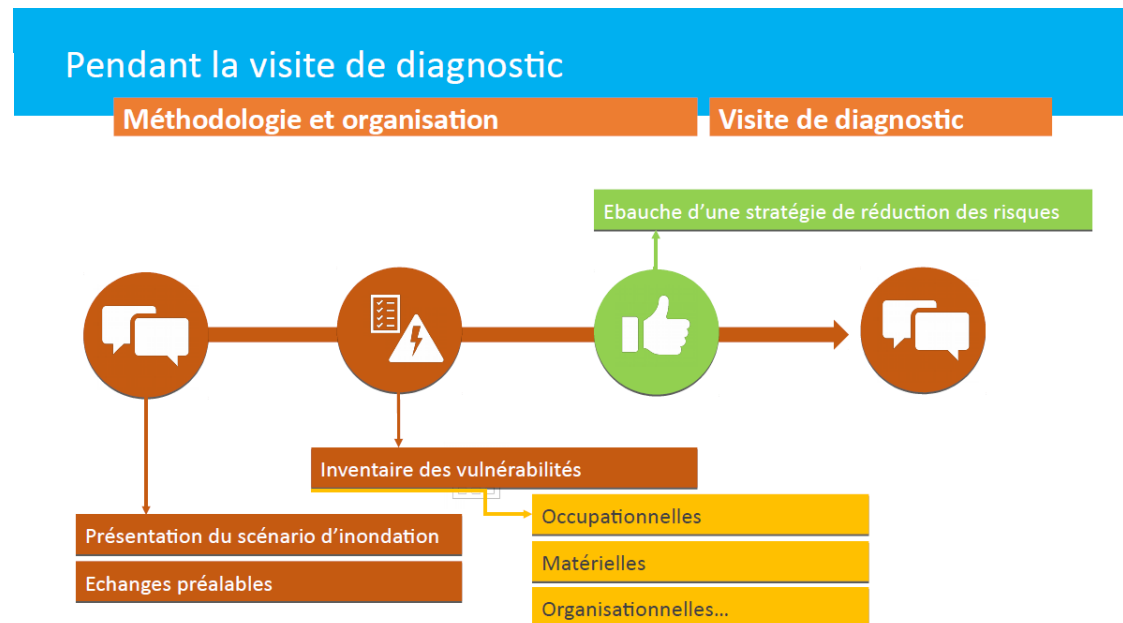 Pendant la visite de diagnostic
Méthodologie et organisation
Visite de diagnostic
Ebauche d’une stratégie de réduction des risques
Inventaire des vulnérabilités
Occupationnelles
Présentation du scénario d’inondation
Matérielles
Echanges préalables
Organisationnelles...